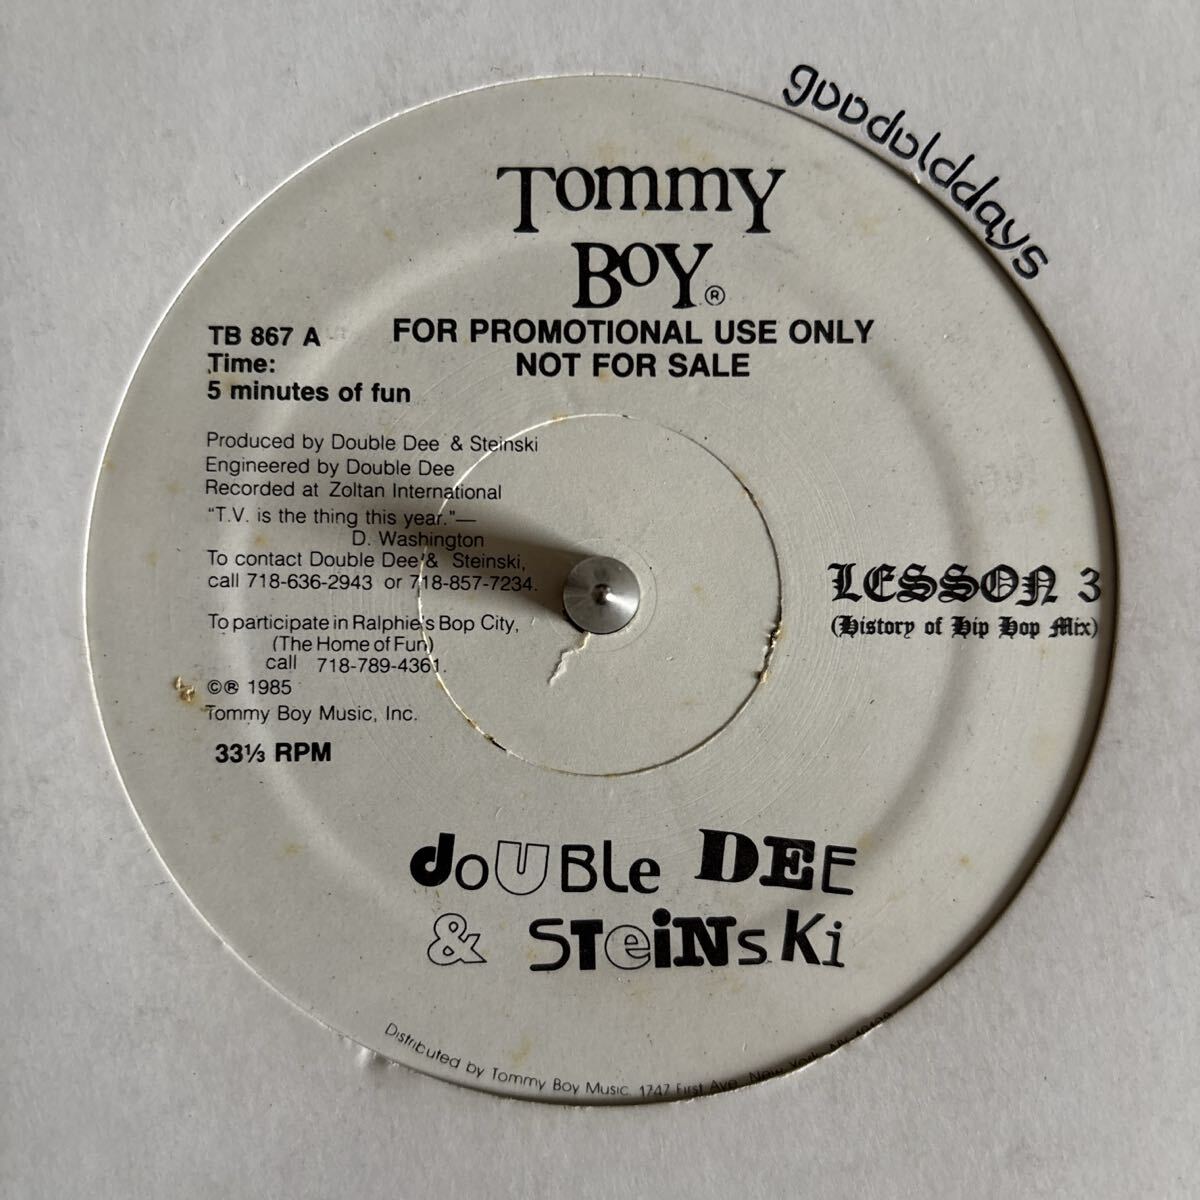 gooddolddays
Tommy
Boy®
FOR PROMOTIONAL USE ONLY
NOT FOR SALE
TB 867 A
Time:
5 minutes of fun
Produced by Double Dee & Steinski
Engineered by Double Dee
Recorded at Zoltan International
"T.V. is the thing this year."—
D. Washington
To contact Double Dee & Steinski,
call 718-636-2943 or 718-857-7234.
To participate in Ralphie's Bop City,
(The Home of Fun)
call 718-789-4361.
©® 1985
Tommy Boy Music, Inc.
33⅓ RPM
LESSON 3
(History of Hip Hop Mix)
doUBLe DEE
& STeiNsKi
Distributed by Tommy Boy Music, 1747 First Ave., New York, NY